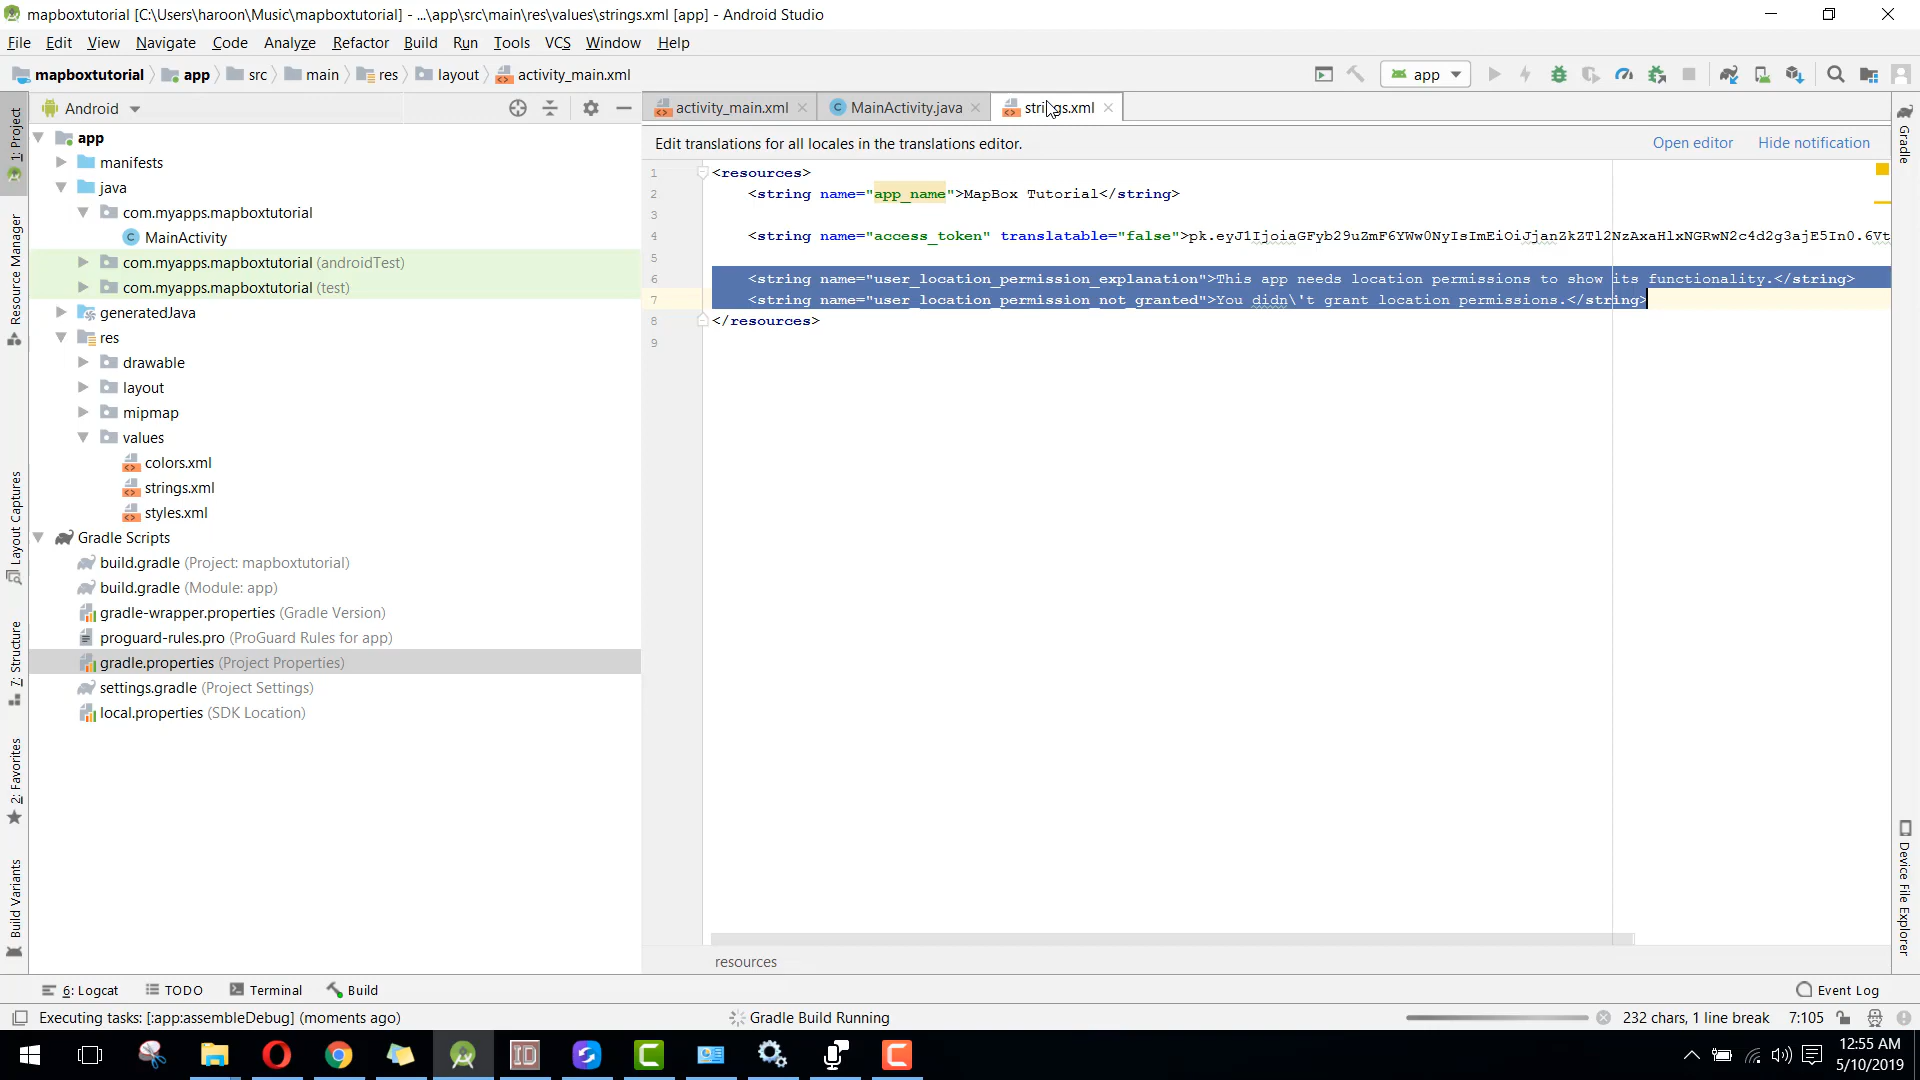 mapboxtutorial [C:\Users\haroon\Music\mapboxtutorial] - ...\app\src\main\res\values\strings.xml [app] - Android Studio
File Edit View Navigate Code Analyze Refactor Build Run Tools VCS Window Help
mapboxtutorial app src main res layout activity_main.xml
app
Android
activity_main.xml MainActivity.java strings.xml
Edit translations for all locales in the translations editor.
Open editor Hide notification
1: Project
Resource Manager
Layout Captures
7: Structure
2: Favorites
Build Variants
app
manifests
java
com.myapps.mapboxtutorial
MainActivity
com.myapps.mapboxtutorial (androidTest)
com.myapps.mapboxtutorial (test)
generatedJava
res
drawable
layout
mipmap
values
colors.xml
strings.xml
styles.xml
Gradle Scripts
build.gradle (Project: mapboxtutorial)
build.gradle (Module: app)
gradle-wrapper.properties (Gradle Version)
proguard-rules.pro (ProGuard Rules for app)
gradle.properties (Project Properties)
settings.gradle (Project Settings)
local.properties (SDK Location)
1 <resources>
2 <string name="app_name">MapBox Tutorial</string>
3
4 <string name="access_token" translatable="false">
5
6 <string name="user_location_permission_explanation">This app needs location permissions to show its functionality.</string>
7 <string name="user_location_permission_not_granted">You didn\'t grant location permissions.</string>
8 </resources>
9
resources
Gradle
Device File Explorer
6: Logcat TODO Terminal Build
Event Log
Executing tasks: [:app:assembleDebug] (moments ago)
Gradle Build Running
232 chars, 1 line break 7:105
12:55 AM
5/10/2019